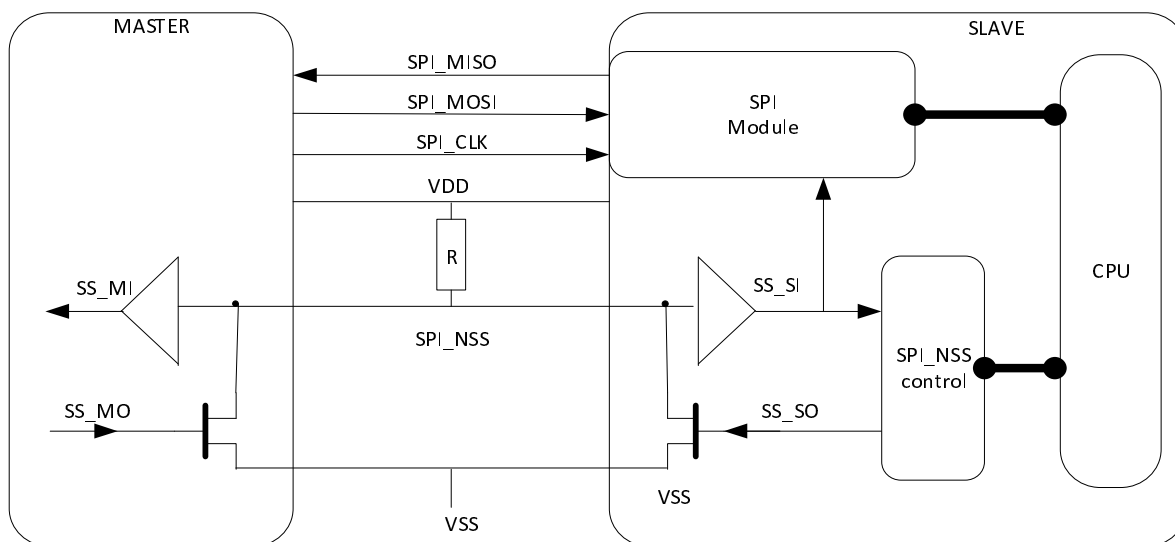 MASTER
SLAVE
SPI_MISO
SPI_MOSI
SPI_CLK
VDD
SPI
Module
R
CPU
SS_MI
SS_SI
SPI_NSS
SPI_NSS
control
SS_MO
SS_SO
VSS
VSS